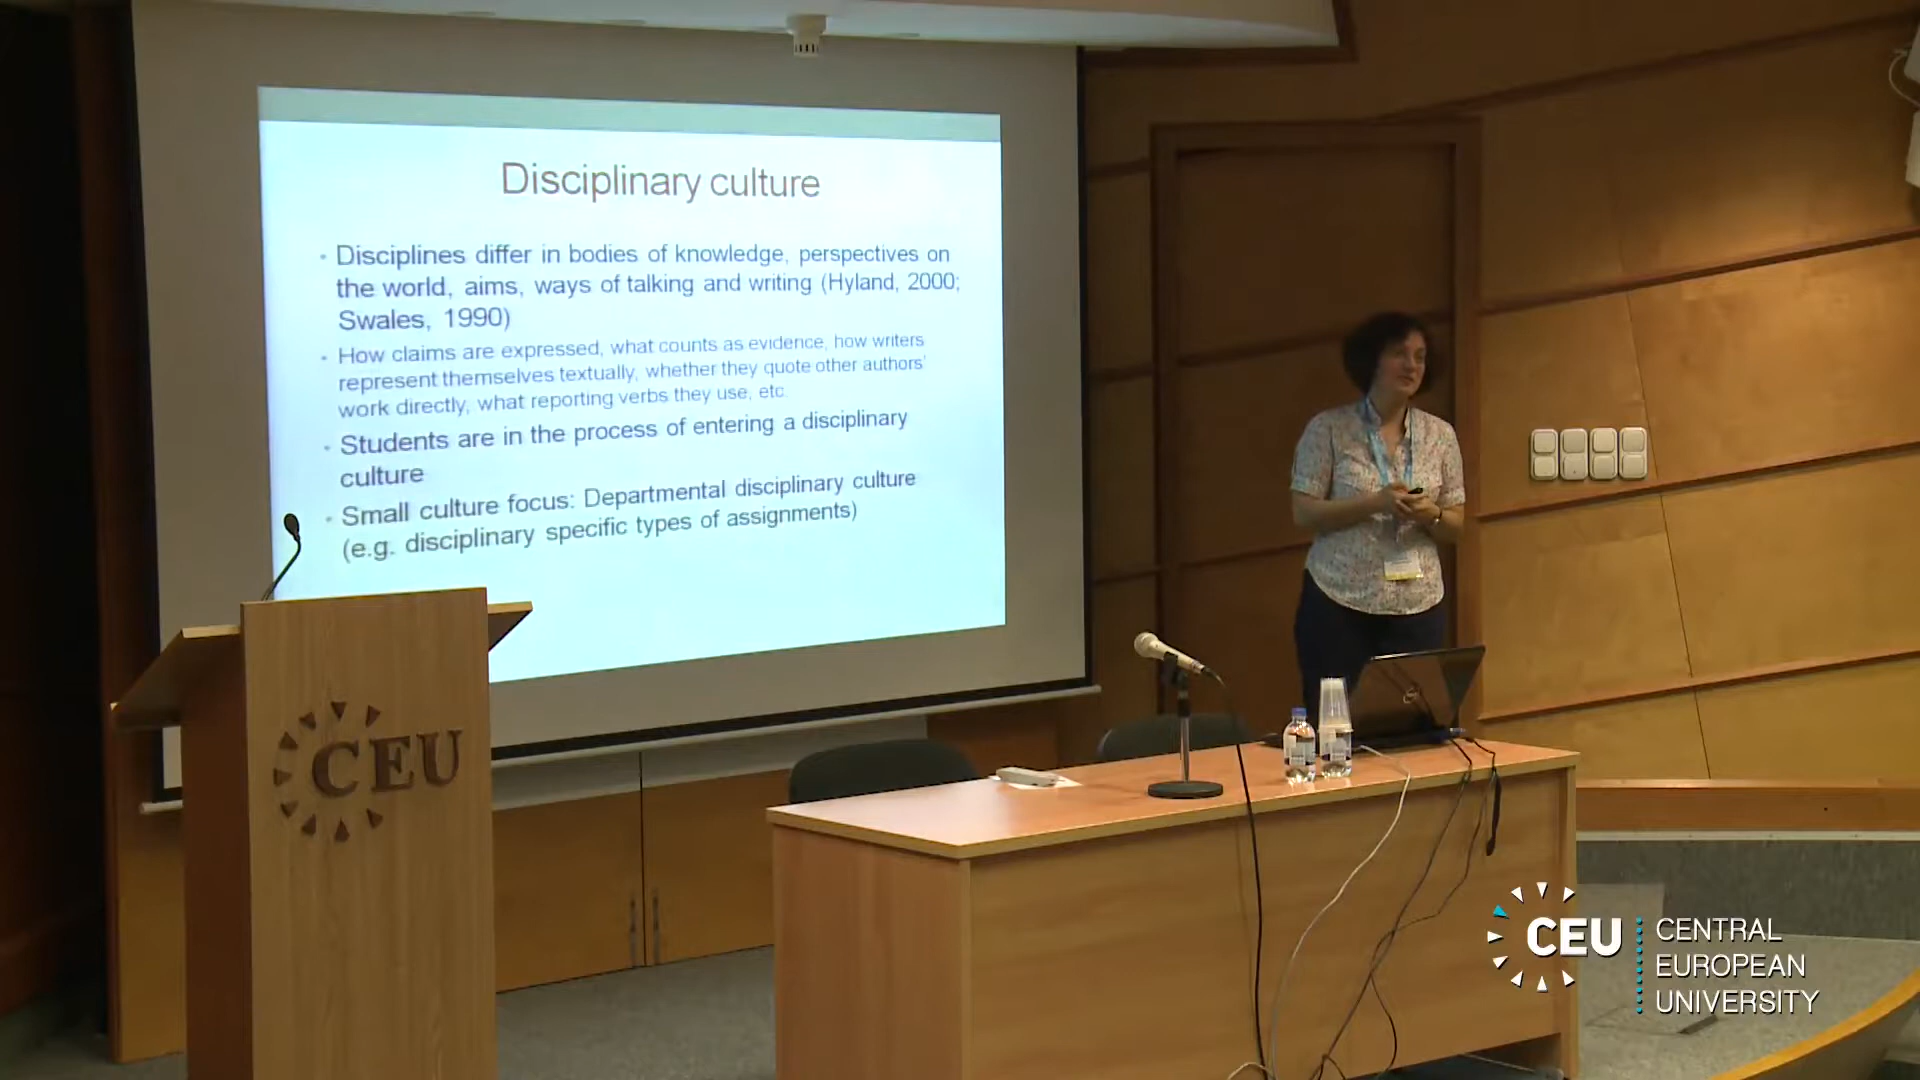 Disciplinary culture
• Disciplines differ in bodies of knowledge, perspectives on
the world, aims, ways of talking and writing (Hyland, 2000;
Swales, 1990)
• How claims are expressed, what counts as evidence, how writers
represent themselves textually, whether they quote other authors'
work directly, what reporting verbs they use, etc.
• Students are in the process of entering a disciplinary
culture
• Small culture focus: Departmental disciplinary culture
(e.g. disciplinary specific types of assignments)
CEU
CEU
CENTRAL
EUROPEAN
UNIVERSITY